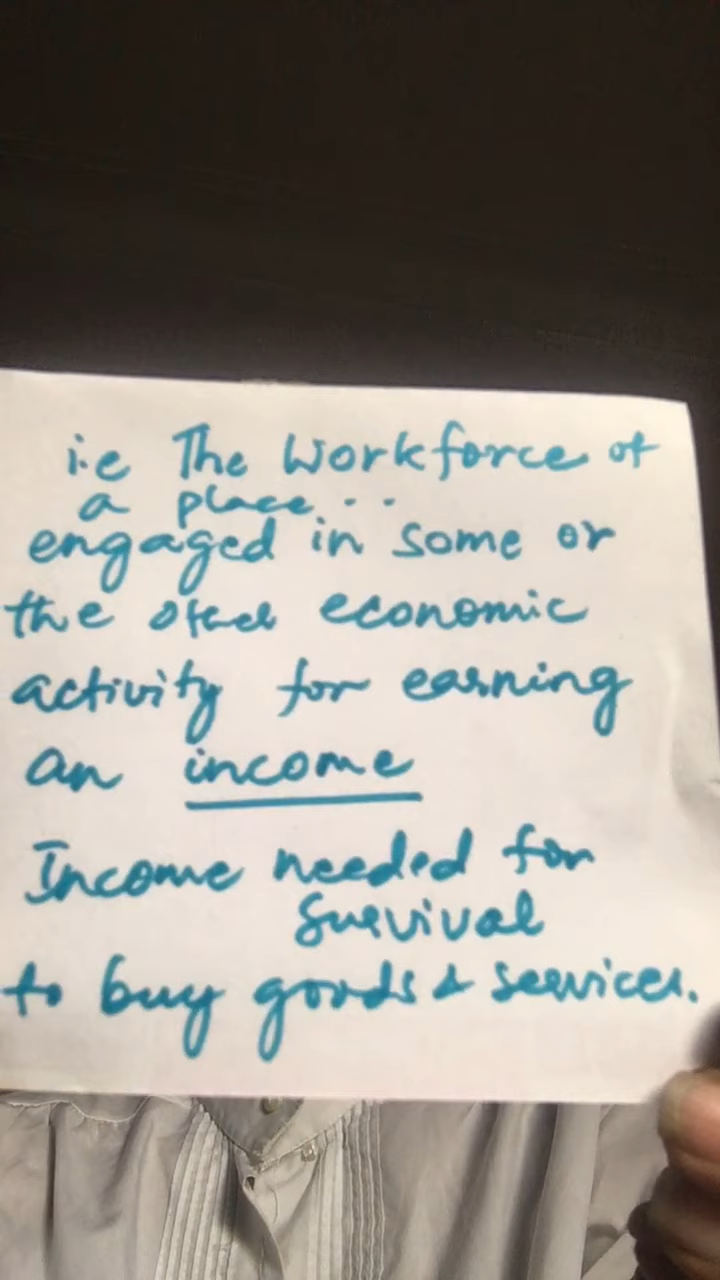 i.e The Workforce of
a place...
engaged in some or
the other economic
activity for earning
an income
Income needed for
survival
to buy goods & services.